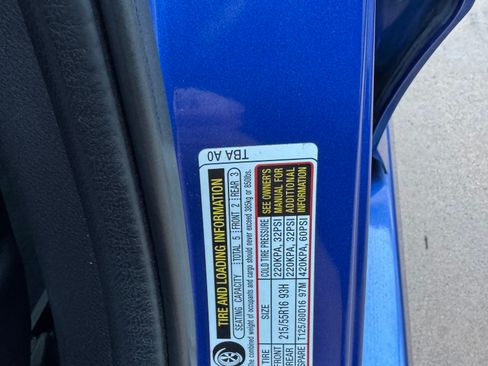 TBA A0
TIRE AND LOADING INFORMATION
SEATING CAPACITY TOTAL 5 FRONT 2 REAR 3
The combined weight of occupants and cargo should never exceed 385kg or 850lbs.
TIRE SIZE COLD TIRE PRESSURE SEE OWNER'S MANUAL FOR ADDITIONAL INFORMATION
FRONT 215/55R16 93H 220KPA, 32PSI
REAR 220KPA, 32PSI
SPARE T125/80D16 97M 420KPA, 60PSI